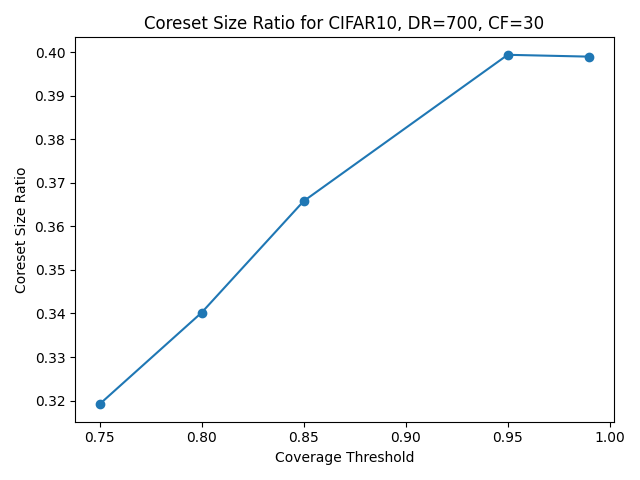 Coreset Size Ratio for CIFAR10, DR=700, CF=30
0.40
0.39
0.38
0.37
0.36
0.35
0.34
0.33
0.32
Coreset Size Ratio
0.75 0.80 0.85 0.90 0.95 1.00
Coverage Threshold